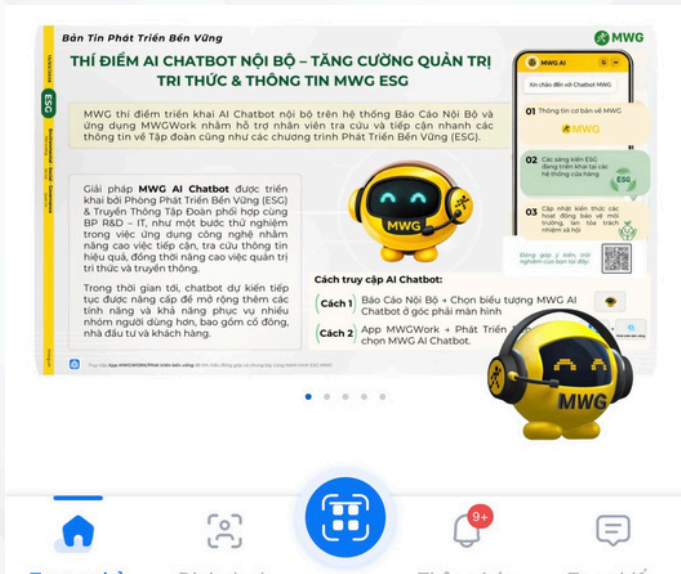 Bản Tin Phát Triển Bền Vững
MWG
THÍ ĐIỂM AI CHATBOT NỘI BỘ – TĂNG CƯỜNG QUẢN TRỊ
TRI THỨC & THÔNG TIN MWG ESG
ESG
MWG thí điểm triển khai AI Chatbot nội bộ trên hệ thống Báo Cáo Nội Bộ và
ứng dụng MWGWork nhằm hỗ trợ nhân viên tra cứu và tiếp cận nhanh các
thông tin về Tập đoàn cũng như các chương trình Phát Triển Bền Vững (ESG).
Giải pháp MWG AI Chatbot được triển
khai bởi Phòng Phát Triển Bền Vững (ESG)
& Truyền Thông Tập Đoàn phối hợp cùng
BP R&D – IT, như một bước thử nghiệm
trong việc ứng dụng công nghệ nhằm
nâng cao việc tiếp cận, tra cứu thông tin
hiệu quả, đồng thời nâng cao việc quản trị
tri thức và truyền thông.
Trong thời gian tới, chatbot dự kiến tiếp
tục được nâng cấp để mở rộng thêm các
tính năng và khả năng phục vụ nhiều
nhóm người dùng hơn, bao gồm cổ đông,
nhà đầu tư và khách hàng.
MWG
MWG AI
Xin chào đến với Chatbot MWG
01 Thông tin cơ bản về MWG
MWG
02 Các sáng kiến ESG
đang triển khai tại các
hệ thống cửa hàng
ESG
03 Cập nhật kiến thức các
hoạt động bảo vệ môi
trường, lan tỏa trách
nhiệm xã hội
Đóng góp ý kiến, trải
nghiệm của bạn tại đây:
Cách truy cập AI Chatbot:
Cách 1 Báo Cáo Nội Bộ + Chọn biểu tượng MWG AI
Chatbot ở góc phải màn hình
Cách 2 App MWGWork + Phát Triển
chọn MWG AI Chatbot.
MWG
9+